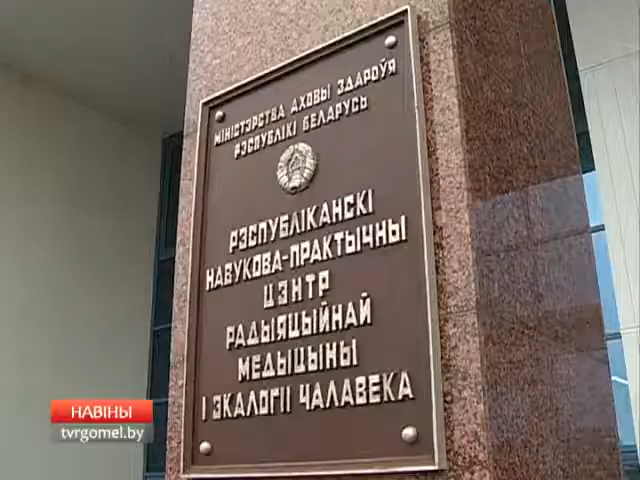 МІНІСТЭРСТВА АХОВЫ ЗДАРОЎЯ
РЭСПУБЛІКІ БЕЛАРУСЬ
РЭСПУБЛІКАНСКІ
НАВУКОВА-ПРАКТЫЧНЫ
ЦЭНТР
РАДЫЯЦЫЙНАЙ
МЕДЫЦЫНЫ
І ЭКАЛОГІІ ЧАЛАВЕКА
НАВІНЫ
tvrgomel.by